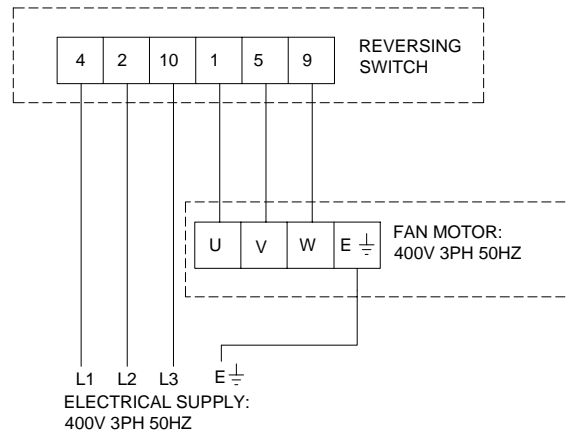 REVERSING
SWITCH
4 2 10 1 5 9
FAN MOTOR:
400V 3PH 50HZ
U V W E
L1 L2 L3 E
ELECTRICAL SUPPLY:
400V 3PH 50HZ